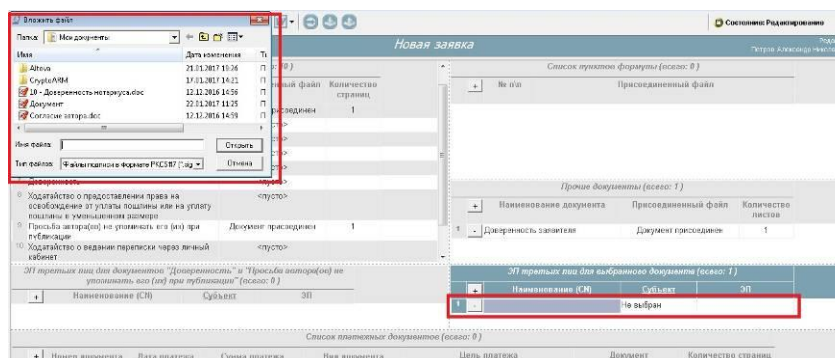 Вложить файл
Папка: Мои документы
Имя Дата изменения Ти
Altova 21.01.2017 19:26 П
CryptoARM 17.01.2017 14:21 П
10 - Доверенность нотариуса.doc 12.12.2016 14:56
Документ 22.01.2017 11:25 П
Согласие автора.doc 12.12.2016 14:59
Имя файла: Открыть
Тип файлов: Файлы подписи в формате PKCS#7 (*.sig Отмена
Состояние: Редактирование
Новая заявка
Количество страниц
<пусто>
Доверенность <пусто>
Ходатайство о предоставлении права на
освобождение от уплаты пошлины или на уплату
пошлины в уменьшенном размере
<пусто>
Просьба автора(ов) не упоминать его (их) при
публикации
Документ присоединен 1
10 Ходатайство о ведении переписки через личный
кабинет
<пусто>
ЭП третьих лиц для документов "Доверенность" и "Просьба автора(ов) не
упоминать его (их) при публикации" (всего: 0)
+ Наименование (CN) Субъект ЭП
Список пунктов формулы (всего: 0)
+ № п\п Присоединенный файл
Прочие документы (всего: 1)
+ Наименование документа Присоединенный файл Количество
листов
1 - Доверенность заявителя Документ присоединен 1
ЭП третьих лиц для выбранного документа (всего: 1)
+ Наименование (CN) Субъект ЭП
1 - Не выбран
Список платежных документов (всего: 0)
+ Номер документа Дата платежа Сумма платежа Вид документа Цель платежа Документ Количество страниц